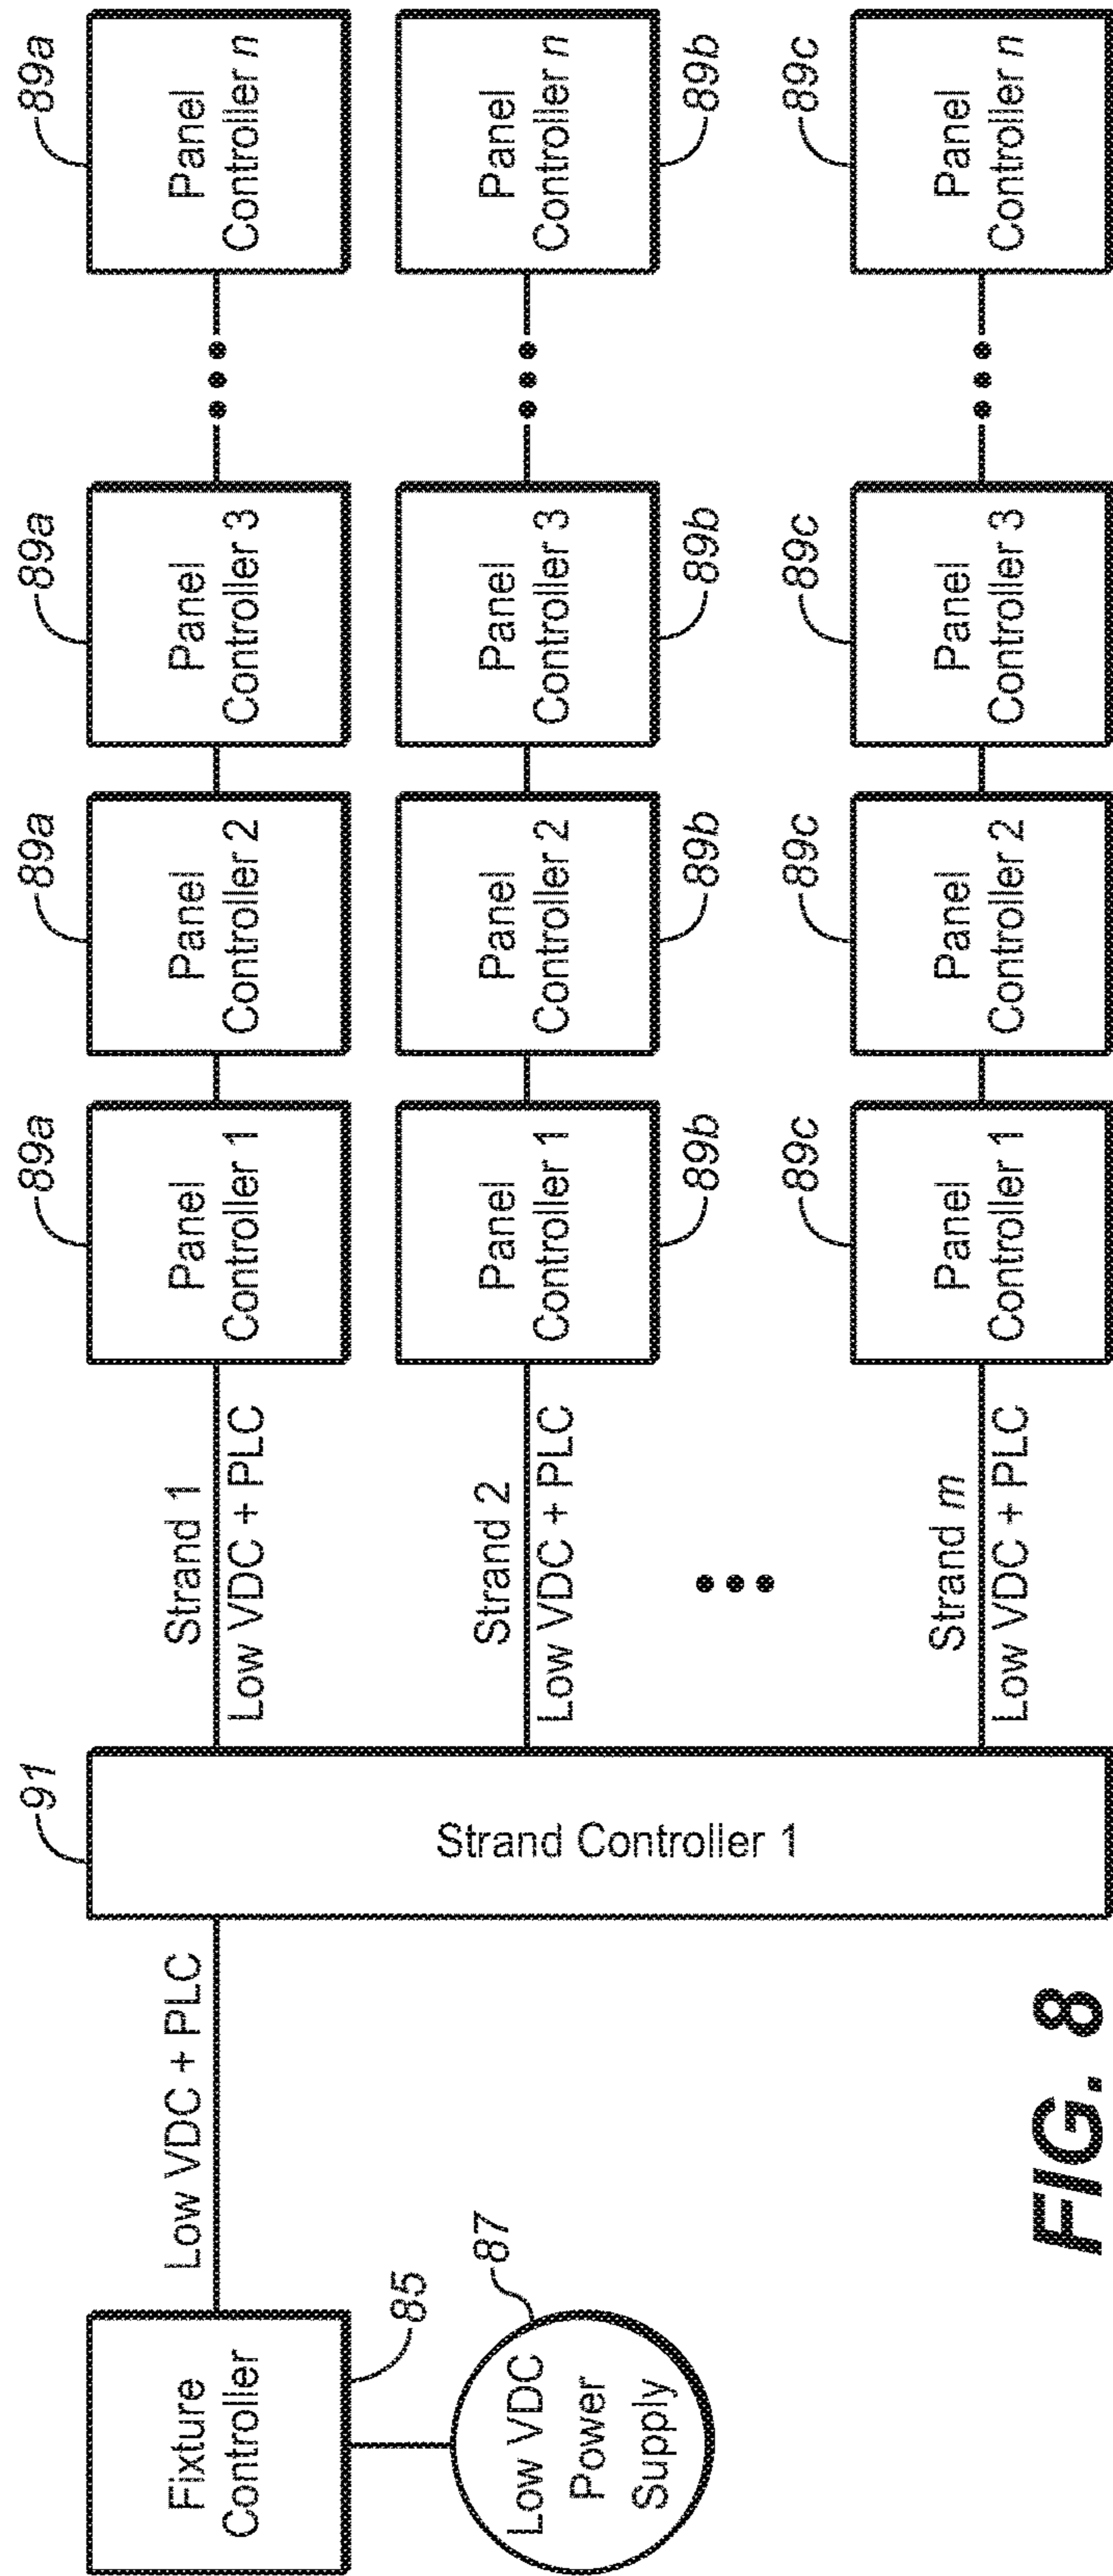 Fixture
Controller
85
Low VDC
Power
Supply
87
Low VDC + PLC
91
Strand Controller 1
Strand 1
Low VDC + PLC
89a
Panel
Controller 1
89a
Panel
Controller 2
89a
Panel
Controller 3
89a
Panel
Controller n
Strand 2
Low VDC + PLC
Panel
Controller 1
89b
Panel
Controller 2
89b
Panel
Controller 3
89b
Panel
Controller n
89b
Strand m
Low VDC + PLC
89c
Panel
Controller 1
89c
Panel
Controller 2
89c
Panel
Controller 3
89c
Panel
Controller n
FIG. 8